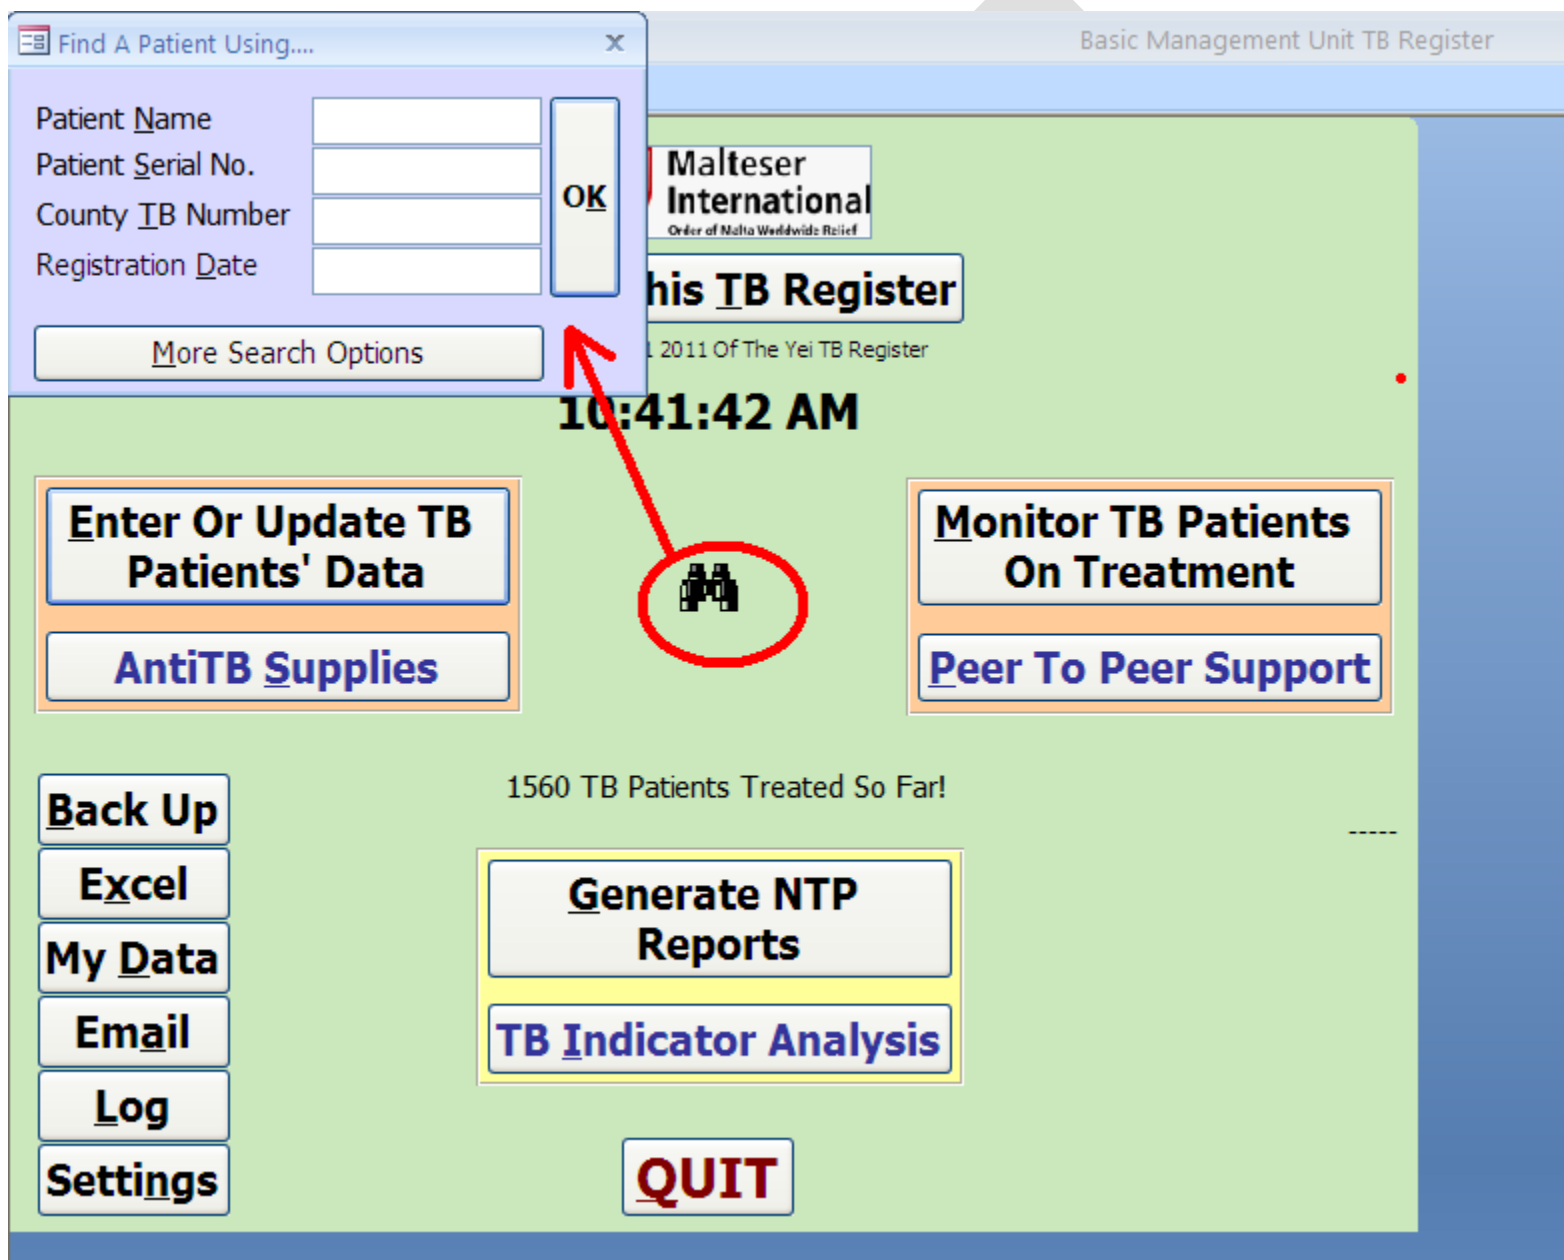 Find A Patient Using....
Basic Management Unit TB Register
Patient Name
Patient Serial No.
County TB Number
Registration Date
OK
More Search Options
Malteser
International
Order of Malta Worldwide Relief
his TB Register
1 2011 Of The Yei TB Register
10:41:42 AM
Enter Or Update TB
Patients' Data
AntiTB Supplies
Monitor TB Patients
On Treatment
Peer To Peer Support
1560 TB Patients Treated So Far!
-----
Back Up
Excel
My Data
Email
Log
Settings
Generate NTP
Reports
TB Indicator Analysis
QUIT